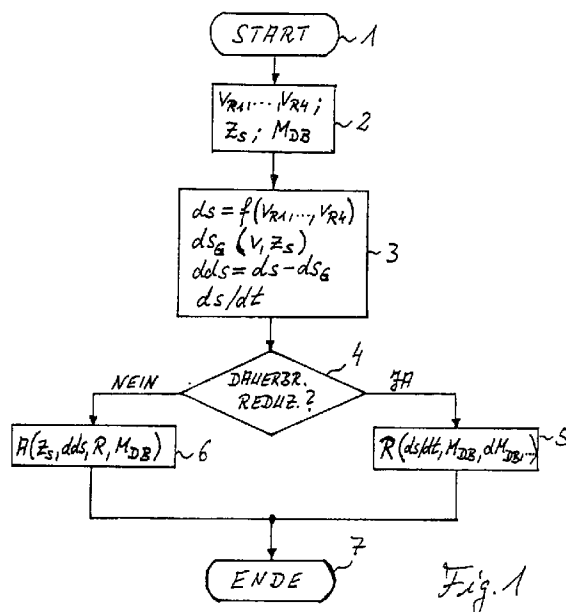 START
1
V_R1,...,V_R4;
Z_S; M_DB
2
ds = f(V_R1,...,V_R4)
ds_G (V, Z_S)
dds = ds - ds_G
ds/dt
3
4
DAUERBR.
REDUZ.?
NEIN
JA
A(Z_S, dds, R, M_DB)
6
R(ds/dt, M_DB, dM_DB,...)
5
7
ENDE
Fig. 1